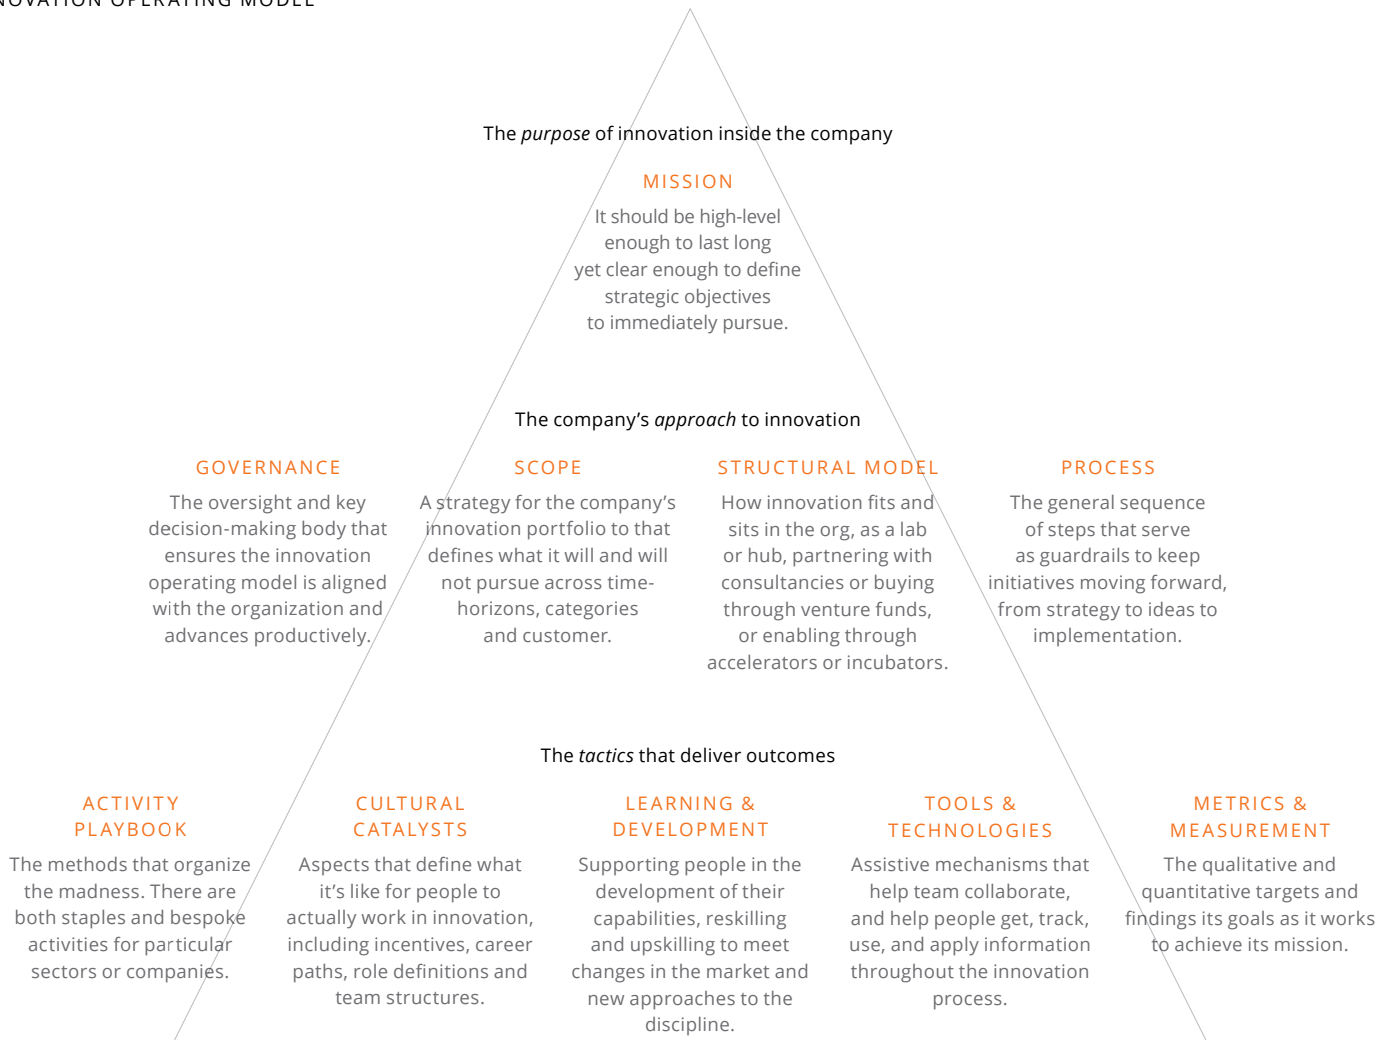 NOVATION OPERATING MODEL
The purpose of innovation inside the company
MISSION
It should be high-level
enough to last long
yet clear enough to define
strategic objectives
to immediately pursue.
The company's approach to innovation
GOVERNANCE
The oversight and key
decision-making body that
ensures the innovation
operating model is aligned
with the organization and
advances productively.
SCOPE
A strategy for the company's
innovation portfolio to that
defines what it will and will
not pursue across time-
horizons, categories
and customer.
STRUCTURAL MODEL
How innovation fits and
sits in the org, as a lab
or hub, partnering with
consultancies or buying
through venture funds,
or enabling through
accelerators or incubators.
PROCESS
The general sequence
of steps that serve
as guardrails to keep
initiatives moving forward,
from strategy to ideas to
implementation.
The tactics that deliver outcomes
ACTIVITY
PLAYBOOK
The methods that organize
the madness. There are
both staples and bespoke
activities for particular
sectors or companies.
CULTURAL
CATALYSTS
Aspects that define what
it's like for people to
actually work in innovation,
including incentives, career
paths, role definitions and
team structures.
LEARNING &
DEVELOPMENT
Supporting people in the
development of their
capabilities, reskilling
and upskilling to meet
changes in the market and
new approaches to the
discipline.
TOOLS &
TECHNOLOGIES
Assistive mechanisms that
help team collaborate,
and help people get, track,
use, and apply information
throughout the innovation
process.
METRICS &
MEASUREMENT
The qualitative and
quantitative targets and
findings its goals as it works
to achieve its mission.